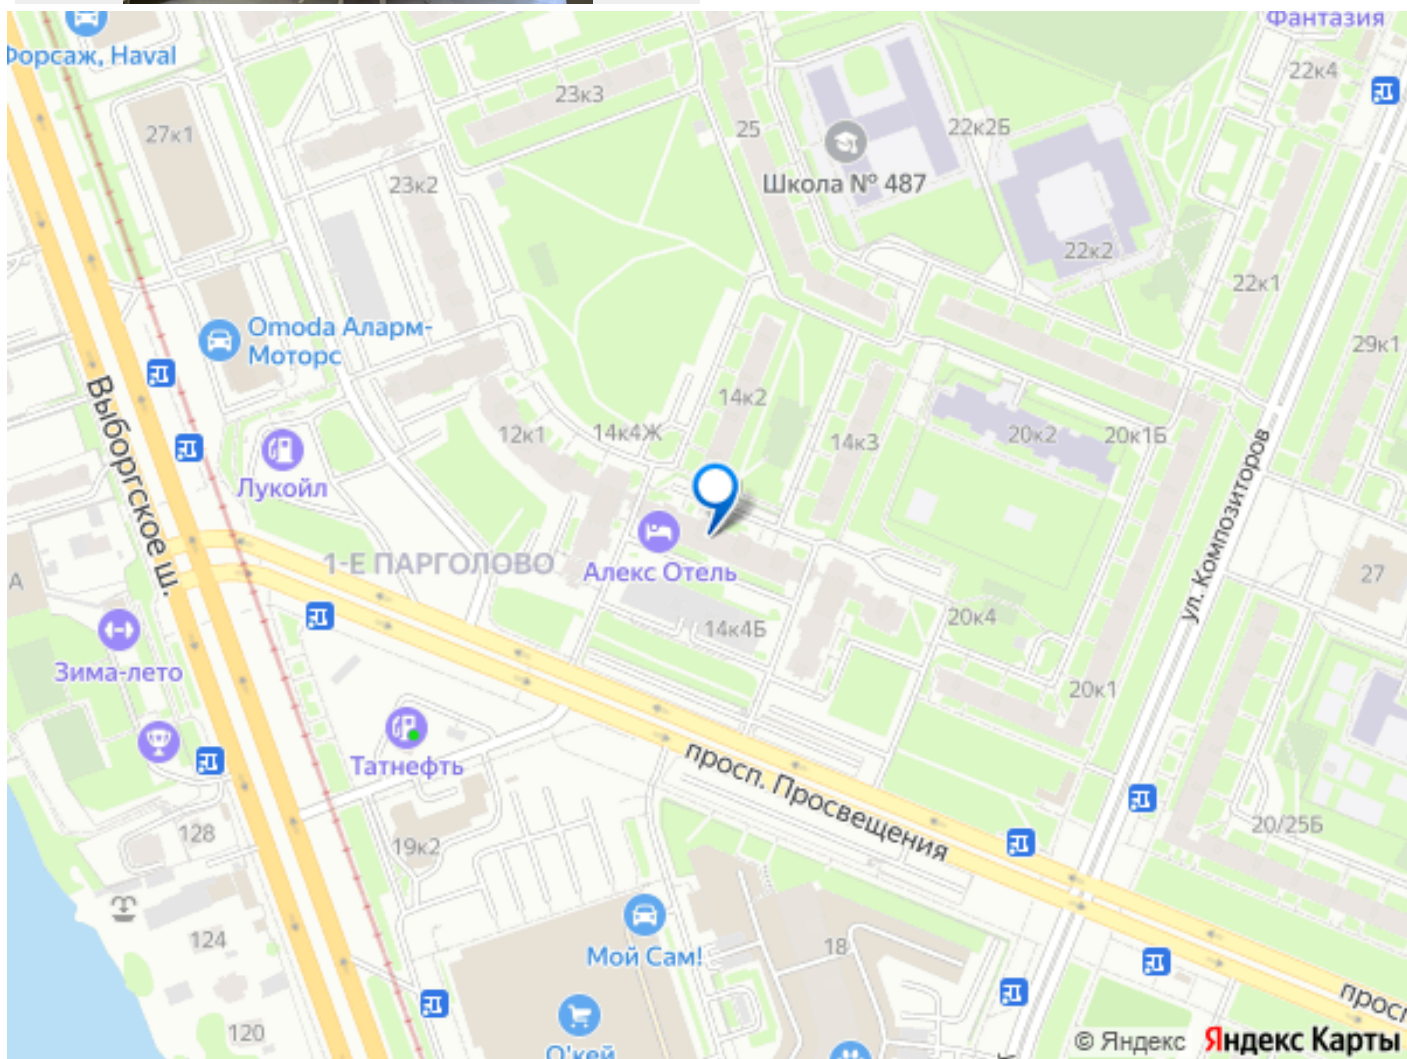 Фантазия
Форсаж, Haval
22к4
23к3
27к1
25
22к2Б
Школа № 487
23к2
22к2
22к1
Omoda Аларм-
Моторс
29к1
Выборгское ш.
14к2
12к1
14к4Ж
14к3
20к2
20к1Б
ул. Композиторов
Лукойл
1-Е ПАРГОЛОВО
Алекс Отель
27
А
20к4
14к4Б
Зима-лето
20к1
Татнефть
просп. Просвещения
20/25Б
128
19к2
124
18
Мой Сам!
просп
120
О'кей
© Яндекс Яндекс Карты